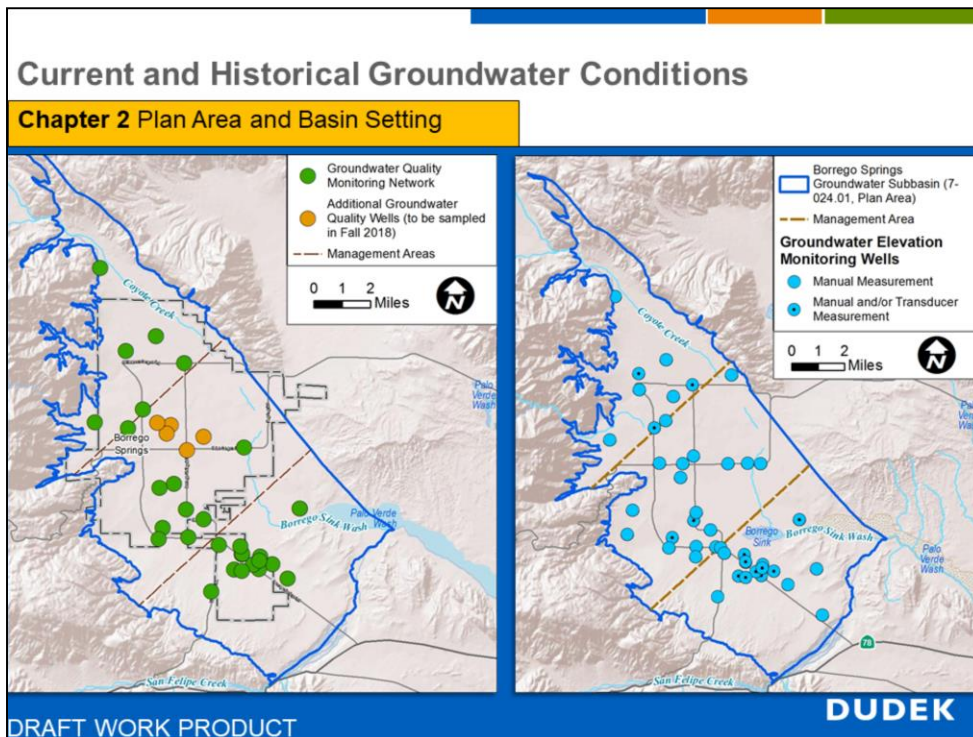 Current and Historical Groundwater Conditions
Chapter 2 Plan Area and Basin Setting
Groundwater Quality
Monitoring Network
Additional Groundwater
Quality Wells (to be sampled
in Fall 2018)
Management Areas
0 1 2
Miles
N
Coyote Creek
Borrego
Springs
Borrego Sink Wash
Palo Verde
Wash
San Felipe Creek
Borrego Springs
Groundwater Subbasin (7-
024.01, Plan Area)
Management Area
Groundwater Elevation
Monitoring Wells
Manual Measurement
Manual and/or Transducer
Measurement
0 1 2
Miles
N
Coyote Creek
Palo
Verde
Wash
Borrego
Sink
Borrego Sink Wash
Palo
Verde
Wash
78
San Felipe Creek
DRAFT WORK PRODUCT
DUDEK